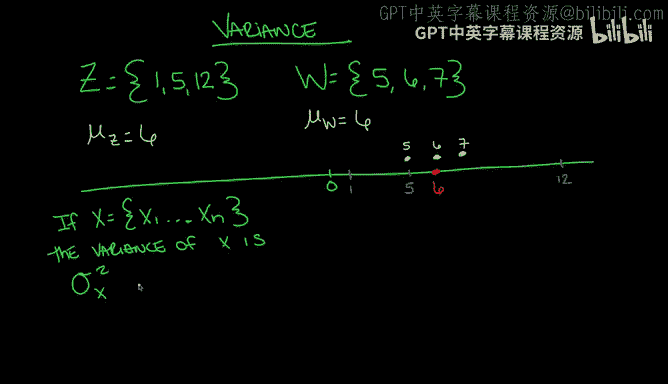 GPT中英字幕课程资源@bilibili
GPT中英字幕课程资源 bilibili
VARIANCE
Z={1,5,12} W={5,6,7}
μZ=6 μW=6
5 6 7
0 1 5 6 12
If X={X1....Xn}
the VARIANCE of X is
σ²X